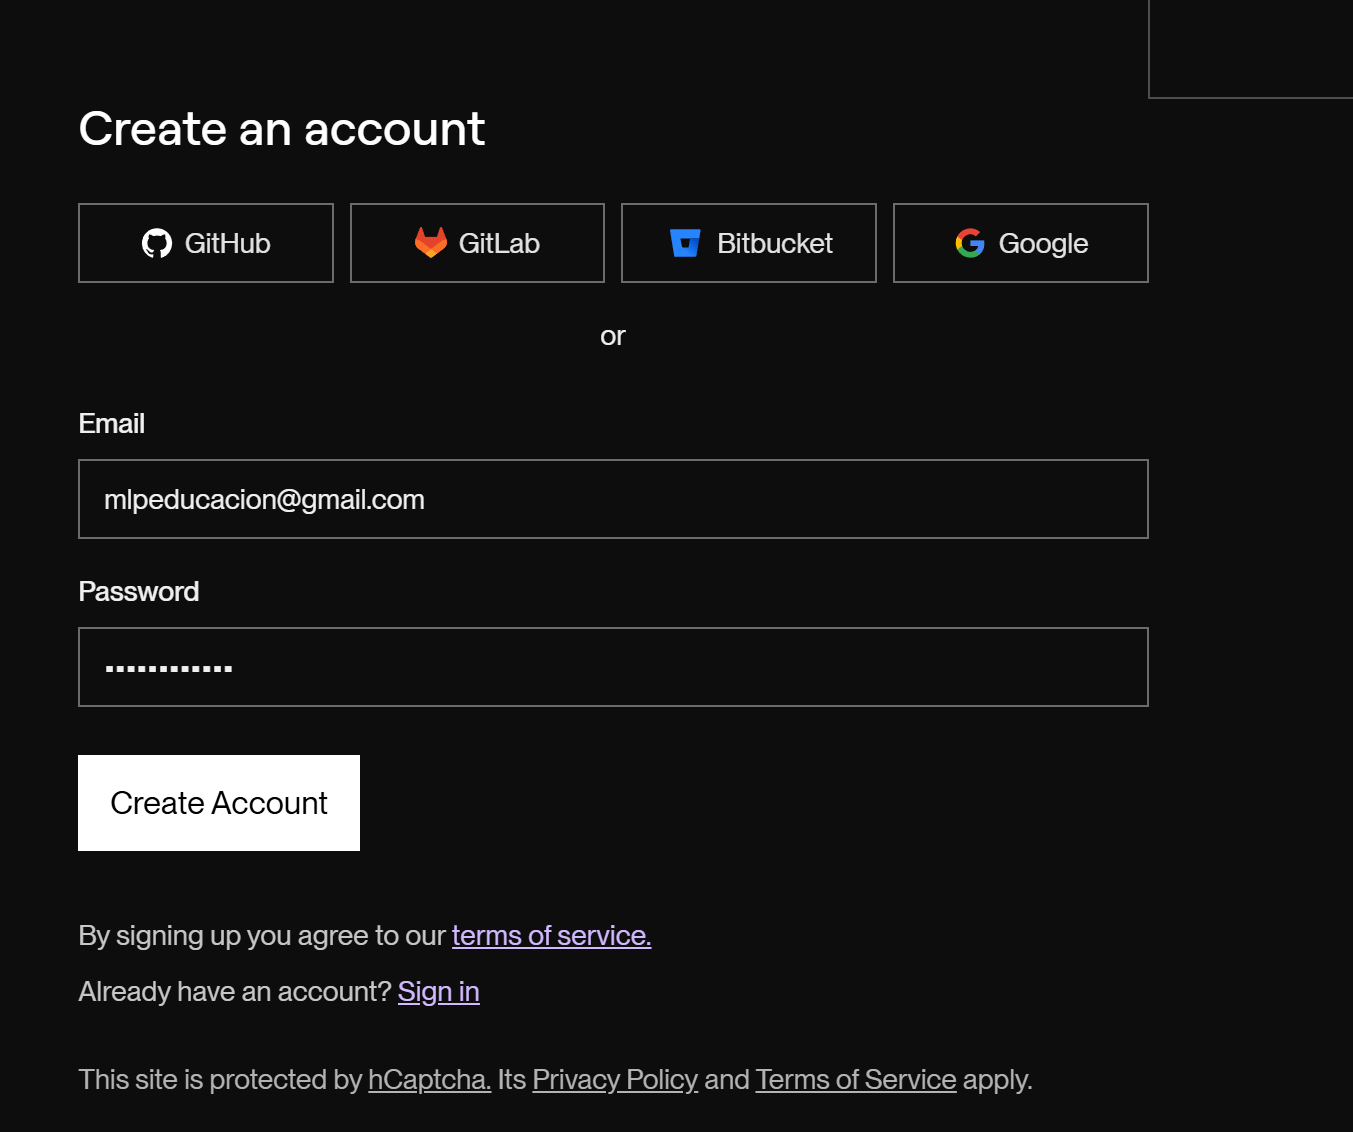 Create an account
GitHub GitLab Bitbucket Google
or
Email
mlpeducacion@gmail.com
Password
Create Account
By signing up you agree to our terms of service.
Already have an account? Sign in
This site is protected by hCaptcha. Its Privacy Policy and Terms of Service apply.